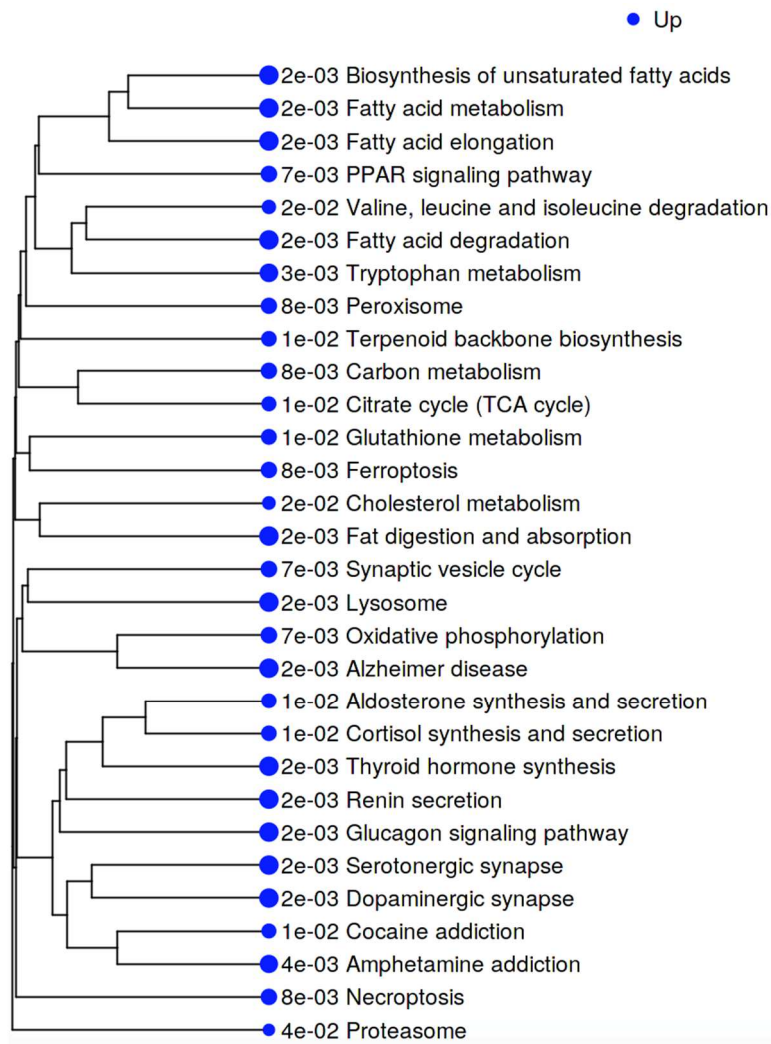 Up
2e-03 Biosynthesis of unsaturated fatty acids
2e-03 Fatty acid metabolism
2e-03 Fatty acid elongation
7e-03 PPAR signaling pathway
2e-02 Valine, leucine and isoleucine degradation
2e-03 Fatty acid degradation
3e-03 Tryptophan metabolism
8e-03 Peroxisome
1e-02 Terpenoid backbone biosynthesis
8e-03 Carbon metabolism
1e-02 Citrate cycle (TCA cycle)
1e-02 Glutathione metabolism
8e-03 Ferroptosis
2e-02 Cholesterol metabolism
2e-03 Fat digestion and absorption
7e-03 Synaptic vesicle cycle
2e-03 Lysosome
7e-03 Oxidative phosphorylation
2e-03 Alzheimer disease
1e-02 Aldosterone synthesis and secretion
1e-02 Cortisol synthesis and secretion
2e-03 Thyroid hormone synthesis
2e-03 Renin secretion
2e-03 Glucagon signaling pathway
2e-03 Serotonergic synapse
2e-03 Dopaminergic synapse
1e-02 Cocaine addiction
4e-03 Amphetamine addiction
8e-03 Necroptosis
4e-02 Proteasome